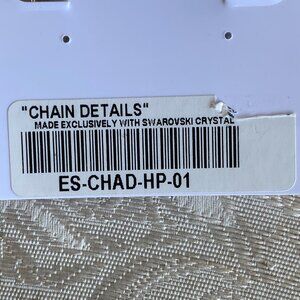 "CHAIN DETAILS"
MADE EXCLUSIVELY WITH SWAROVSKI CRYSTAL
ES-CHAD-HP-01